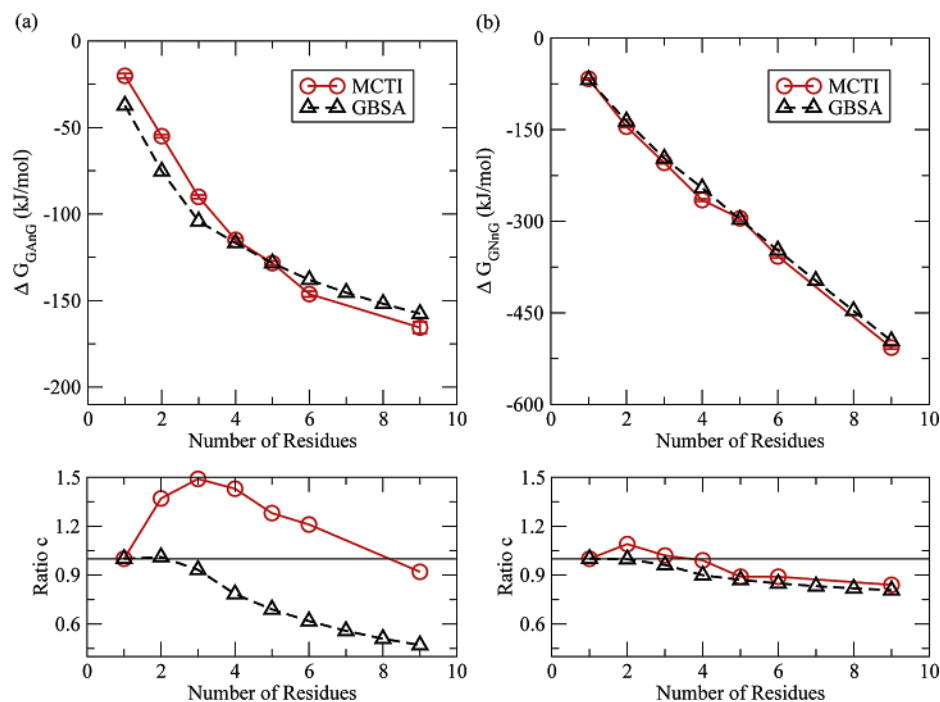 (a)
0
-50
-100
-150
-200
Δ G_GAnG (kJ/mol)
MCTI
GBSA
0 2 4 6 8 10
Number of Residues
(b)
0
-150
-300
-450
-600
Δ G_GNnG (kJ/mol)
MCTI
GBSA
0 2 4 6 8 10
Number of Residues
1.5
1.2
0.9
0.6
Ratio c
0 2 4 6 8 10
Number of Residues
1.5
1.2
0.9
0.6
Ratio c
0 2 4 6 8 10
Number of Residues